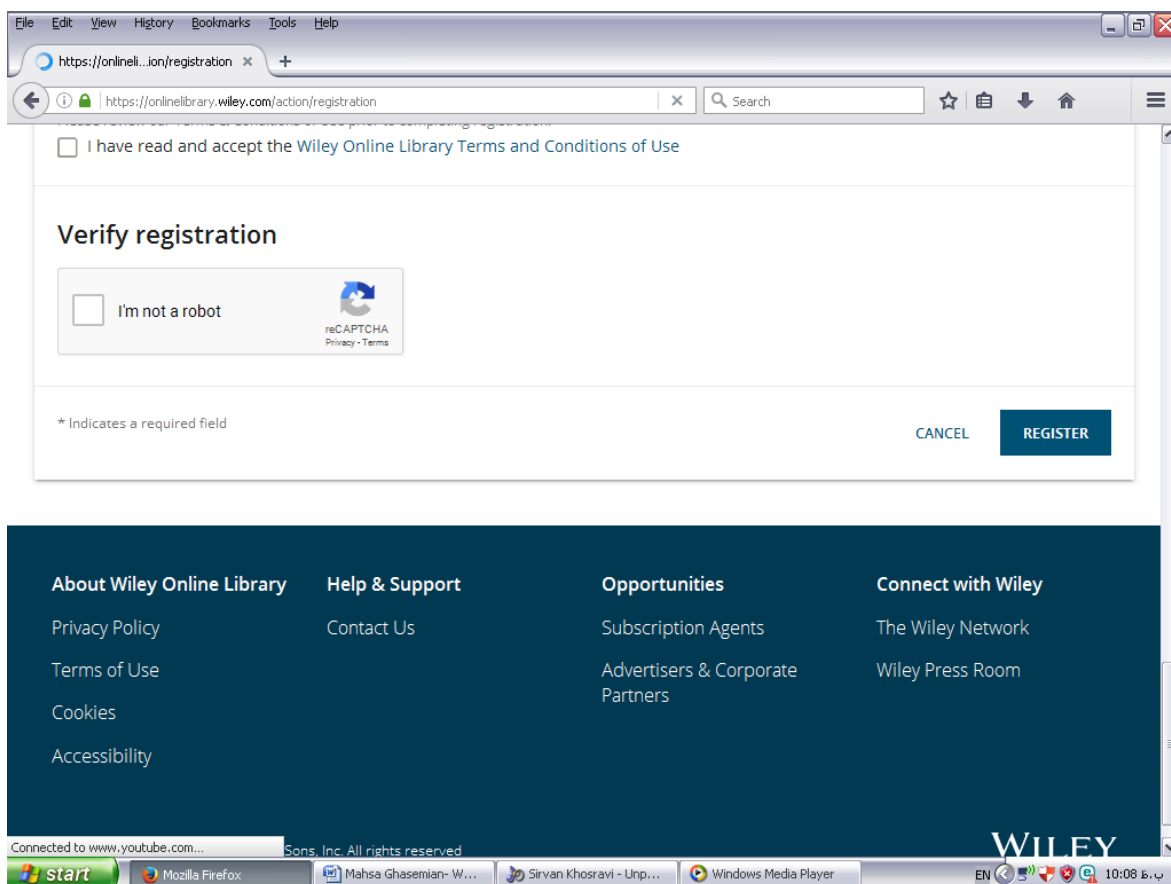 File Edit View History Bookmarks Tools Help
https://onlineli...ion/registration
https://onlinelibrary.wiley.com/action/registration
Search
I have read and accept the Wiley Online Library Terms and Conditions of Use
Verify registration
I'm not a robot
reCAPTCHA
Privacy - Terms
* Indicates a required field
CANCEL
REGISTER
About Wiley Online Library
Privacy Policy
Terms of Use
Cookies
Accessibility
Help & Support
Contact Us
Opportunities
Subscription Agents
Advertisers & Corporate
Partners
Connect with Wiley
The Wiley Network
Wiley Press Room
Connected to www.youtube.com...
Sons, Inc. All rights reserved
WILEY
start
Mozilla Firefox
Mahsa Ghasemian- W...
Sirvan Khosravi - Unp...
Windows Media Player
EN
10:08 ب.ظ